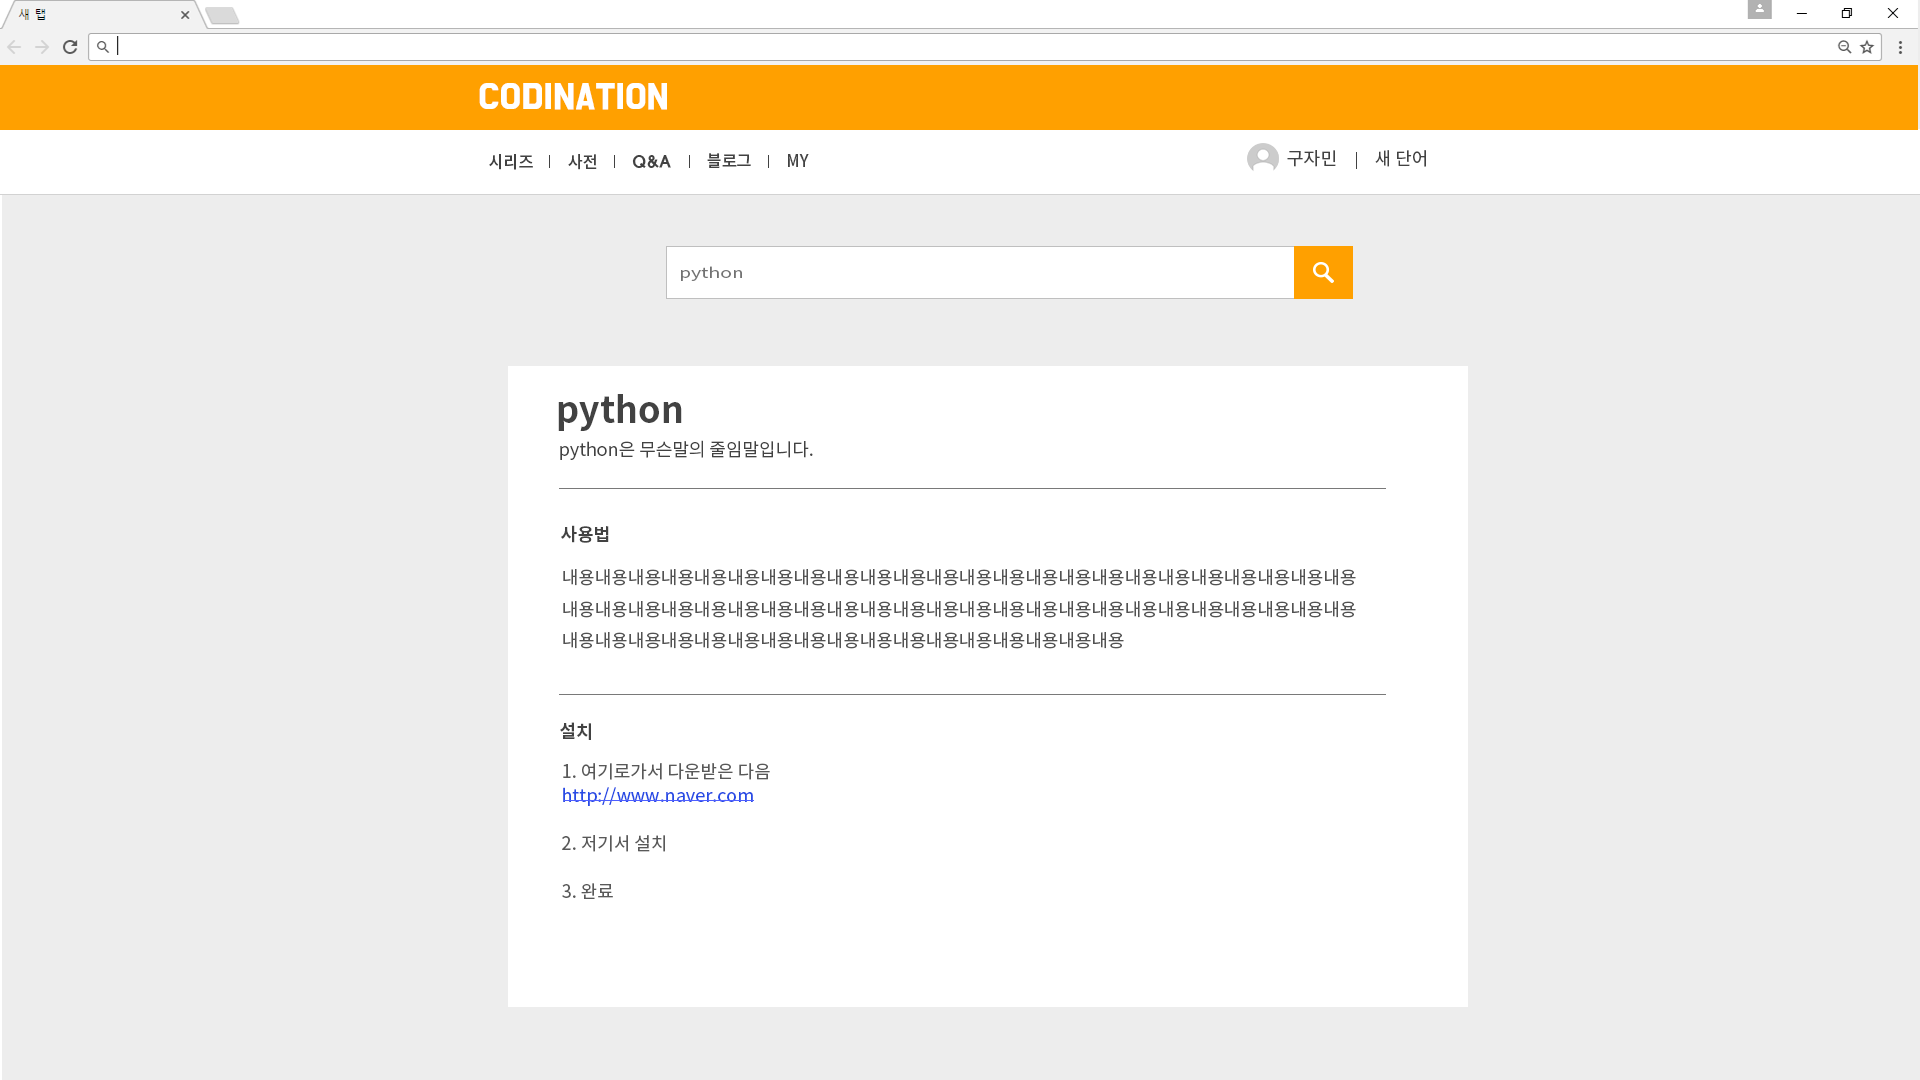 새 탭
CODINATION
시리즈 | 사전 | Q&A | 블로그 | MY
구자민 | 새 단어
python
python
python은 무슨말의 줄임말입니다.
사용법
내용내용내용내용내용내용내용내용내용내용내용내용내용내용내용내용내용내용내용내용내용내용내용내용
내용내용내용내용내용내용내용내용내용내용내용내용내용내용내용내용내용내용내용내용내용내용내용내용
내용내용내용내용내용내용내용내용내용내용내용내용내용내용내용내용내용
설치
1. 여기로가서 다운받은 다음
http://www.naver.com
2. 저기서 설치
3. 완료